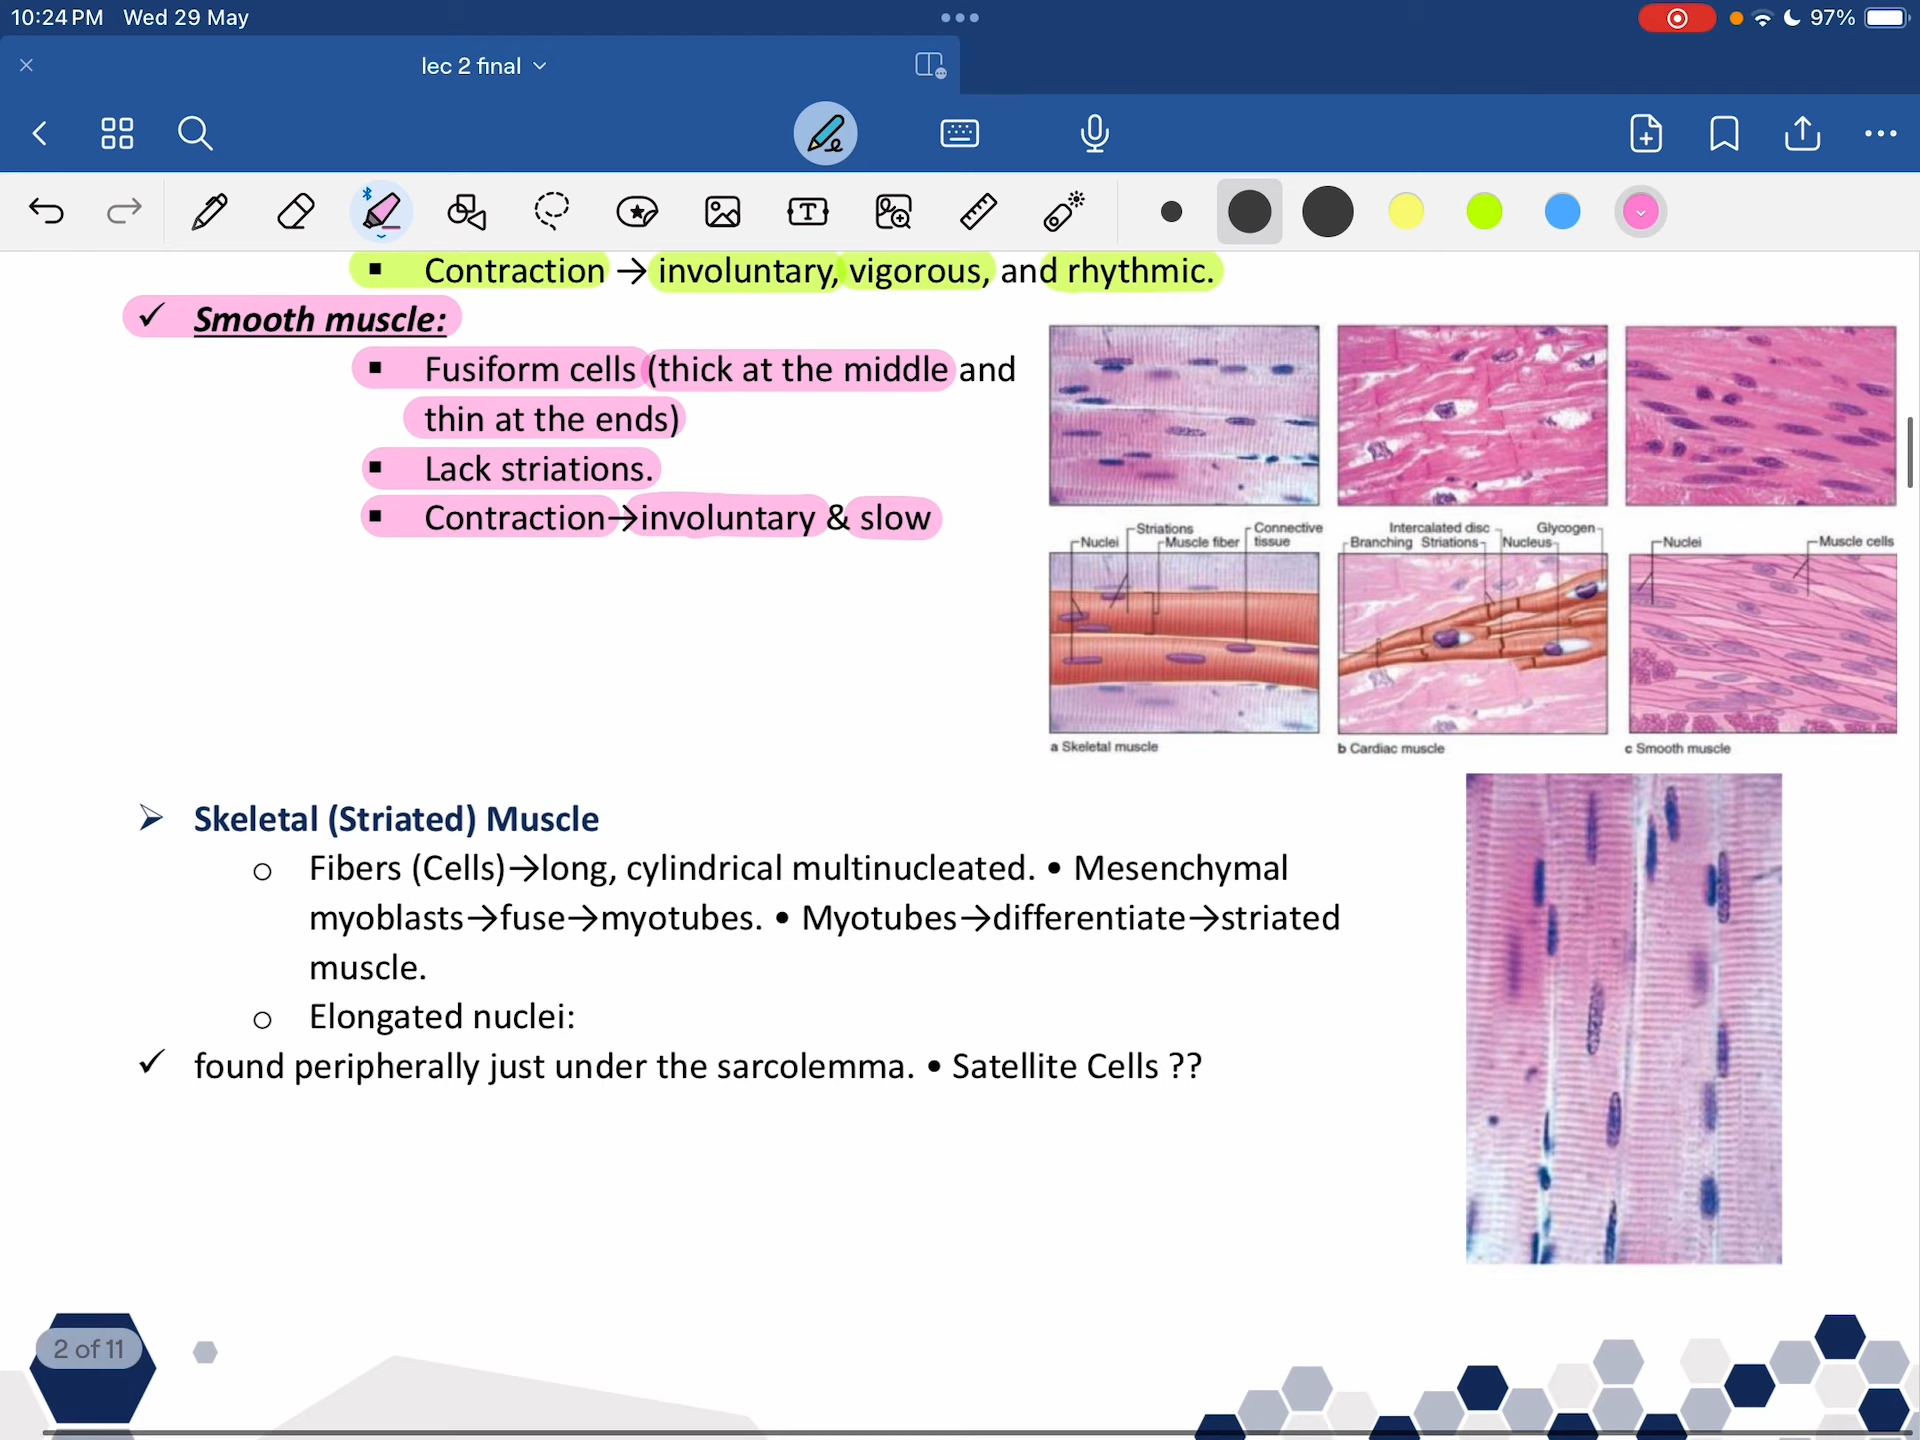 10:24 PM Wed 29 May
97%
lec 2 final
▪ Contraction → involuntary, vigorous, and rhythmic.
✓ Smooth muscle:
▪ Fusiform cells (thick at the middle and
thin at the ends)
▪ Lack striations.
▪ Contraction→involuntary & slow
Nuclei
Striations
Muscle fiber
Connective
tissue
Branching
Striations
Intercalated disc
Nucleus
Glycogen
Nuclei
Muscle cells
a Skeletal muscle
b Cardiac muscle
c Smooth muscle
➢ Skeletal (Striated) Muscle
o Fibers (Cells)→long, cylindrical multinucleated. • Mesenchymal
myoblasts→fuse→myotubes. • Myotubes→differentiate→striated
muscle.
o Elongated nuclei:
✓ found peripherally just under the sarcolemma. • Satellite Cells ??
2 of 11